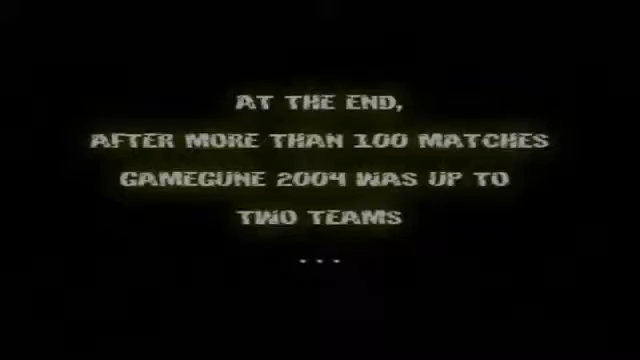 AT THE END,
AFTER MORE THAN 100 MATCHES
GAMEGUNE 2004 WAS UP TO
TWO TEAMS
...